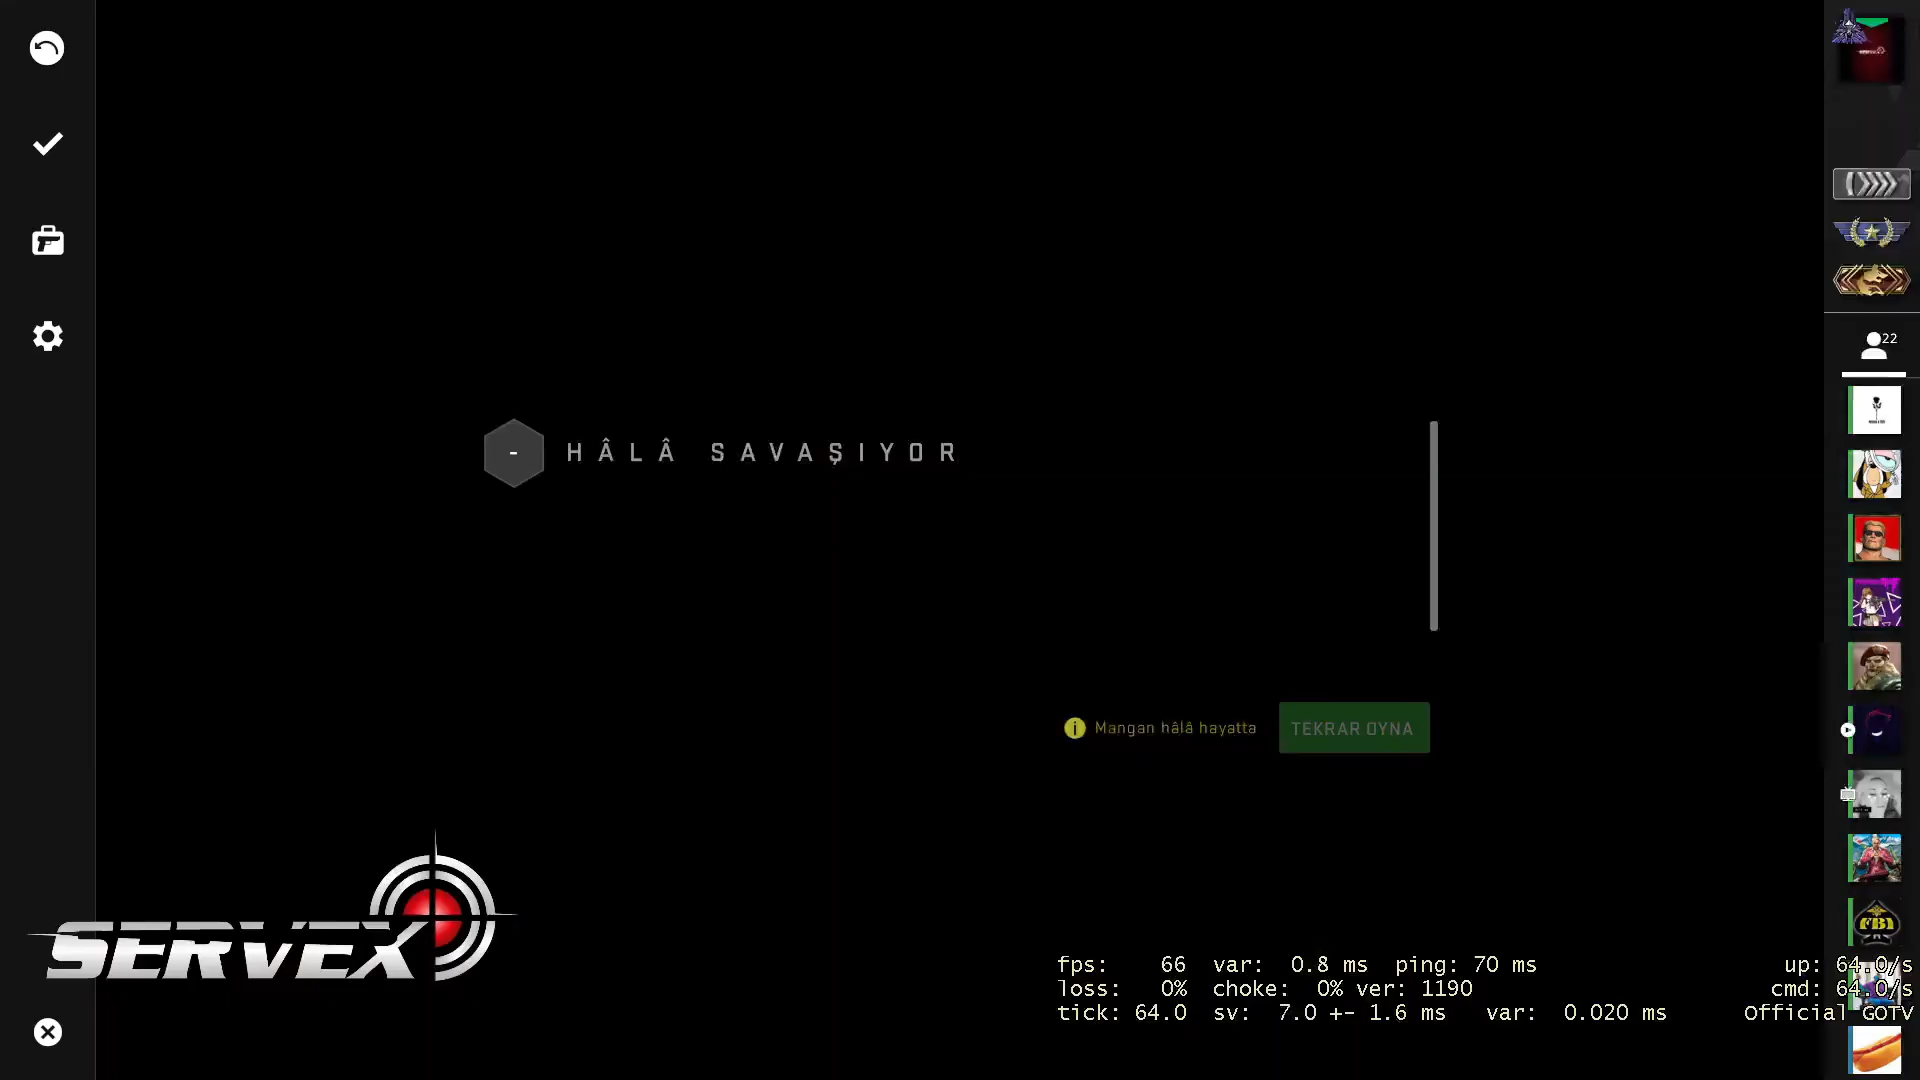 22
- HÂLÂ SAVAŞIYOR
Mangan hâlâ hayatta TEKRAR OYNA
SERVEX
FBI
fps: 66 var: 0.8 ms ping: 70 ms up: 64.0/s
loss: 0% choke: 0% ver: 1190 cmd: 64.0/s
tick: 64.0 sv: 7.0 +- 1.6 ms var: 0.020 ms Official GOTV